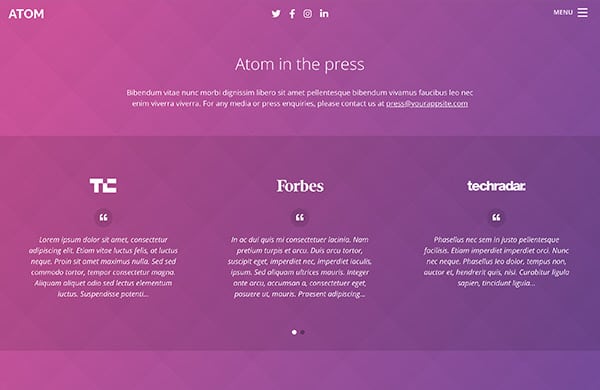 ATOM
MENU
Atom in the press
Bibendum vitae nunc morbi dignissim libero sit amet pellentesque bibendum vivamus faucibus leo nec
enim viverra viverra. For any media or press enquiries, please contact us at press@yourappsite.com
TC
Forbes
techradar.
Lorem ipsum dolor sit amet, consectetur
adipiscing elit. Etiam vitae luctus felis, at luctus
neque. Proin sit amet maximus nulla. Sed sed
commodo tortor, tempor consectetur magna.
Aliquam aliquet odio sed lectus elementum
luctus. Suspendisse potenti...
In ac dui quis mi consectetuer lacinia. Nam
pretium turpis et arcu. Duis arcu tortor,
suscipit eget, imperdiet nec, imperdiet iaculis,
ipsum. Sed aliquam ultrices mauris. Integer
ante arcu, accumsan a, consectetuer eget,
posuere ut, mauris. Praesent adipiscing...
Phasellus nec sem in justo pellentesque
facilisis. Etiam imperdiet imperdiet orci. Nunc
nec neque. Phasellus leo dolor, tempus non,
auctor et, hendrerit quis, nisi. Curabitur ligula
sapien, tincidunt ligula...